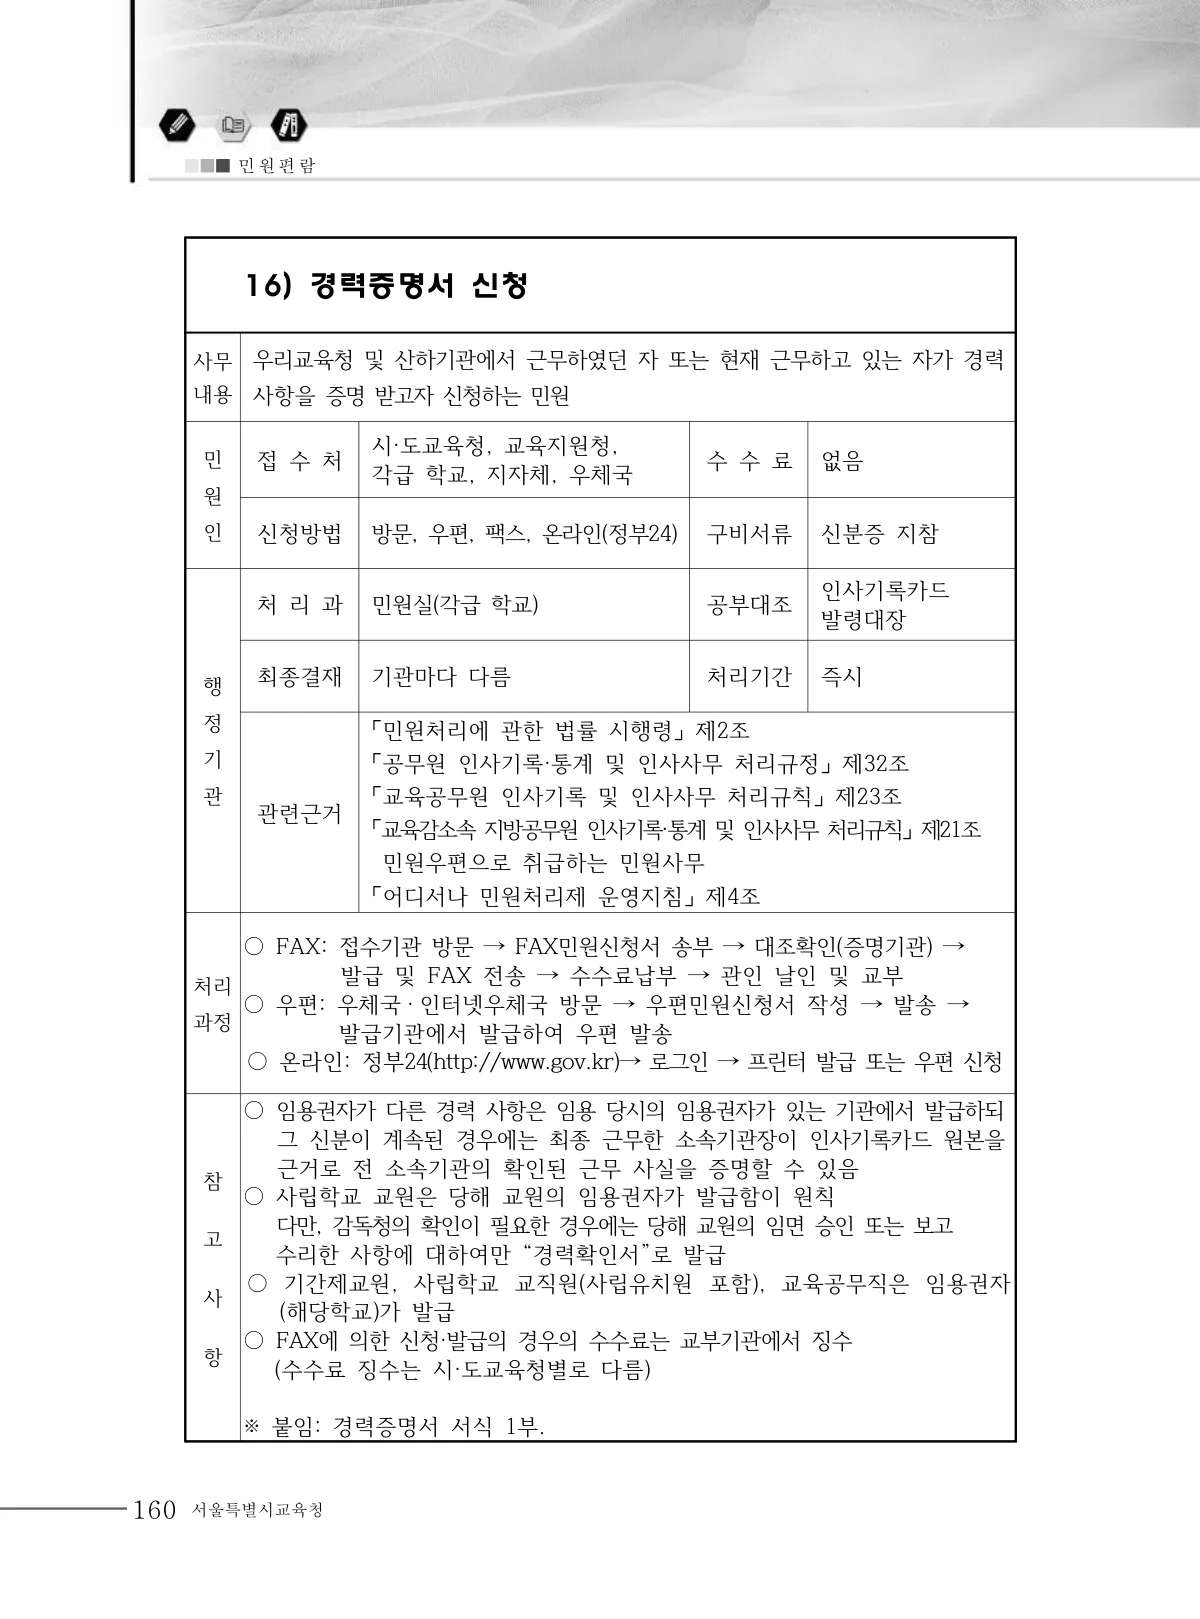 민원편람
16) 경력증명서 신청
사무
내용
우리교육청 및 산하기관에서 근무하였던 자 또는 현재 근무하고 있는 자가 경력
사항을 증명 받고자 신청하는 민원
민
원
인
접 수 처
시·도교육청, 교육지원청,
각급 학교, 지자체, 우체국
수 수 료
없음
신청방법
방문, 우편, 팩스, 온라인(정부24)
구비서류
신분증 지참
행
정
기
관
처 리 과
민원실(각급 학교)
공부대조
인사기록카드
발령대장
최종결재
기관마다 다름
처리기간
즉시
관련근거
「민원처리에 관한 법률 시행령」제2조
「공무원 인사기록·통계 및 인사사무 처리규정」제32조
「교육공무원 인사기록 및 인사사무 처리규칙」제23조
「교육감소속 지방공무원 인사기록·통계 및 인사사무 처리규칙」제21조
민원우편으로 취급하는 민원사무
「어디서나 민원처리제 운영지침」제4조
처리
과정
○ FAX: 접수기관 방문 → FAX민원신청서 송부 → 대조확인(증명기관) →
발급 및 FAX 전송 → 수수료납부 → 관인 날인 및 교부
○ 우편: 우체국·인터넷우체국 방문 → 우편민원신청서 작성 → 발송 →
발급기관에서 발급하여 우편 발송
○ 온라인: 정부24(http://www.gov.kr)→ 로그인 → 프린터 발급 또는 우편 신청
참
고
사
항
○ 임용권자가 다른 경력 사항은 임용 당시의 임용권자가 있는 기관에서 발급하되
그 신분이 계속된 경우에는 최종 근무한 소속기관장이 인사기록카드 원본을
근거로 전 소속기관의 확인된 근무 사실을 증명할 수 있음
○ 사립학교 교원은 당해 교원의 임용권자가 발급함이 원칙
다만, 감독청의 확인이 필요한 경우에는 당해 교원의 임면 승인 또는 보고
수리한 사항에 대하여만 “경력확인서”로 발급
○ 기간제교원, 사립학교 교직원(사립유치원 포함), 교육공무직은 임용권자
(해당학교)가 발급
○ FAX에 의한 신청·발급의 경우의 수수료는 교부기관에서 징수
(수수료 징수는 시·도교육청별로 다름)
※ 붙임: 경력증명서 서식 1부.
160 서울특별시교육청